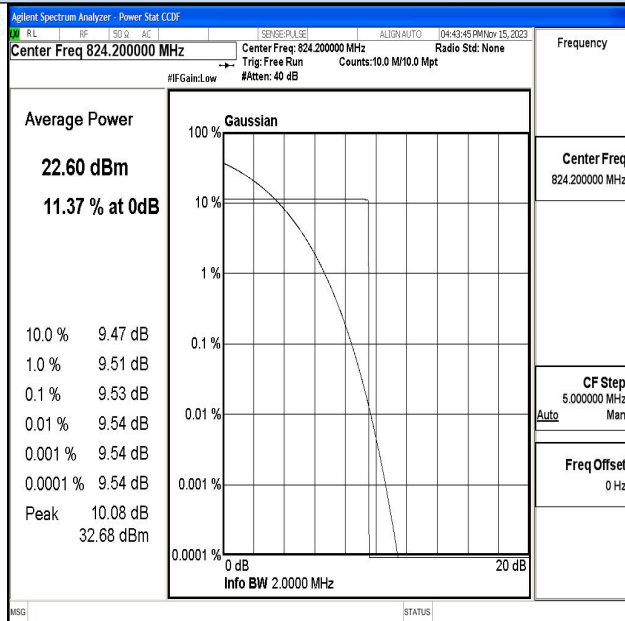 Agilent Spectrum Analyzer - Power Stat CCDF
RL RF 50 Ω AC SENSE:PULSE ALIGN AUTO 04:43:45 PM Nov 15, 2023
Center Freq 824.200000 MHz
Center Freq: 824.200000 MHz Radio Std: None
Trig: Free Run Counts:10.0 M/10.0 Mpt
#IFGain:Low #Atten: 40 dB
Frequency
Center Freq
824.200000 MHz
CF Step
5.000000 MHz
Auto Man
Freq Offset
0 Hz
Average Power
22.60 dBm
11.37 % at 0dB
10.0 % 9.47 dB
1.0 % 9.51 dB
0.1 % 9.53 dB
0.01 % 9.54 dB
0.001 % 9.54 dB
0.0001 % 9.54 dB
Peak 10.08 dB
32.68 dBm
Gaussian
100 %
10 %
1 %
0.1 %
0.01 %
0.001 %
0.0001 %
0 dB 20 dB
Info BW 2.0000 MHz
MSG STATUS